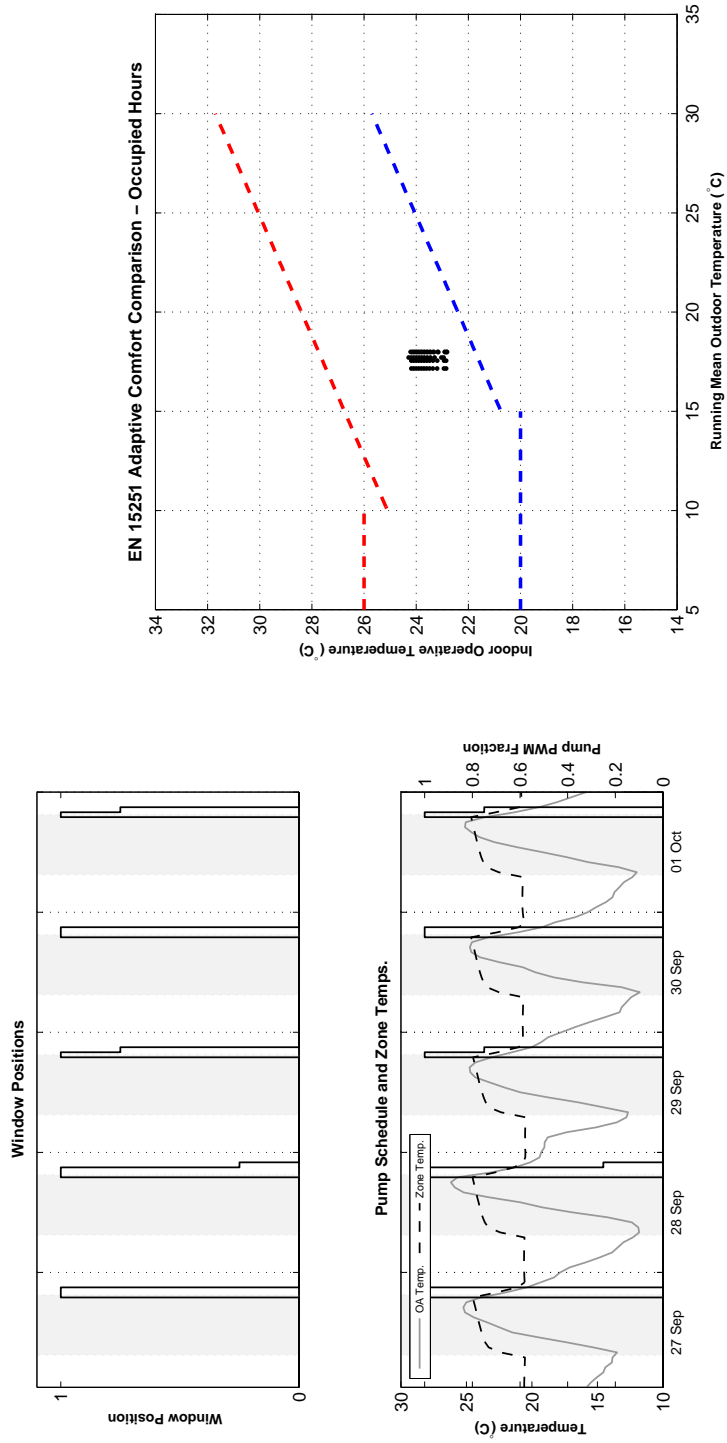 Window Positions
Window Position
1
0
Pump Schedule and Zone Temps.
OA Temp.
Zone Temp.
Temperature (°C)
30
25
20
15
10
Pump PWM Fraction
1
0.8
0.6
0.4
0.2
0
27 Sep
28 Sep
29 Sep
30 Sep
01 Oct
EN 15251 Adaptive Comfort Comparison – Occupied Hours
Indoor Operative Temperature (°C)
34
32
30
28
26
24
22
20
18
16
14
5
10
15
20
25
30
35
Running Mean Outdoor Temperature (°C)